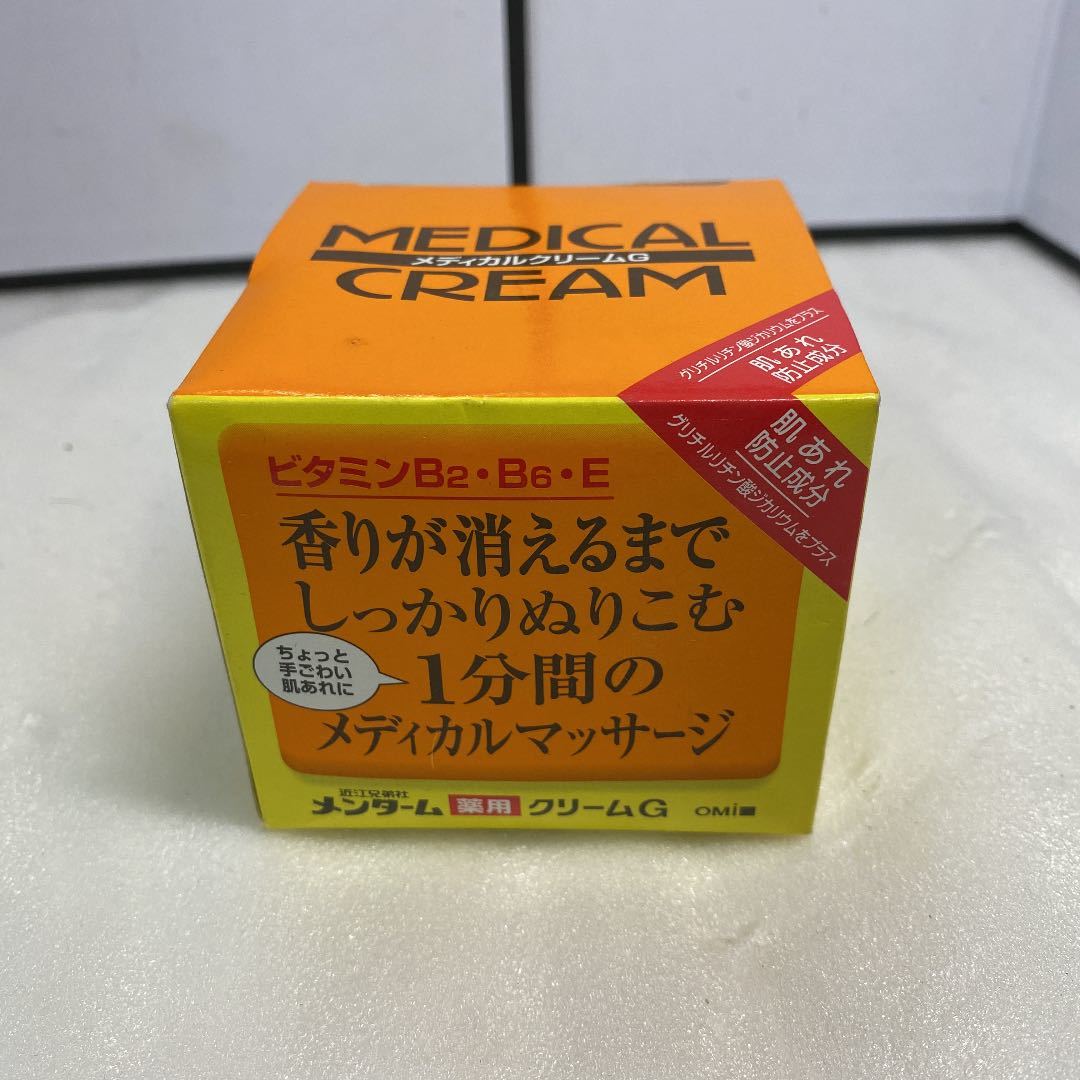 MEDICAL
メディカルクリームG
CREAM
グリチルリチン酸ジカリウムをプラス
肌あれ
防止成分
肌あれ
防止成分
グリチルリチン酸ジカリウムをプラス
ビタミンB2・B6・E
香りが消えるまで
しっかりぬりこむ
ちょっと
手ごわい
肌あれに
1分間の
メディカルマッサージ
近江兄弟社
メンターム 薬用 クリームG OMI